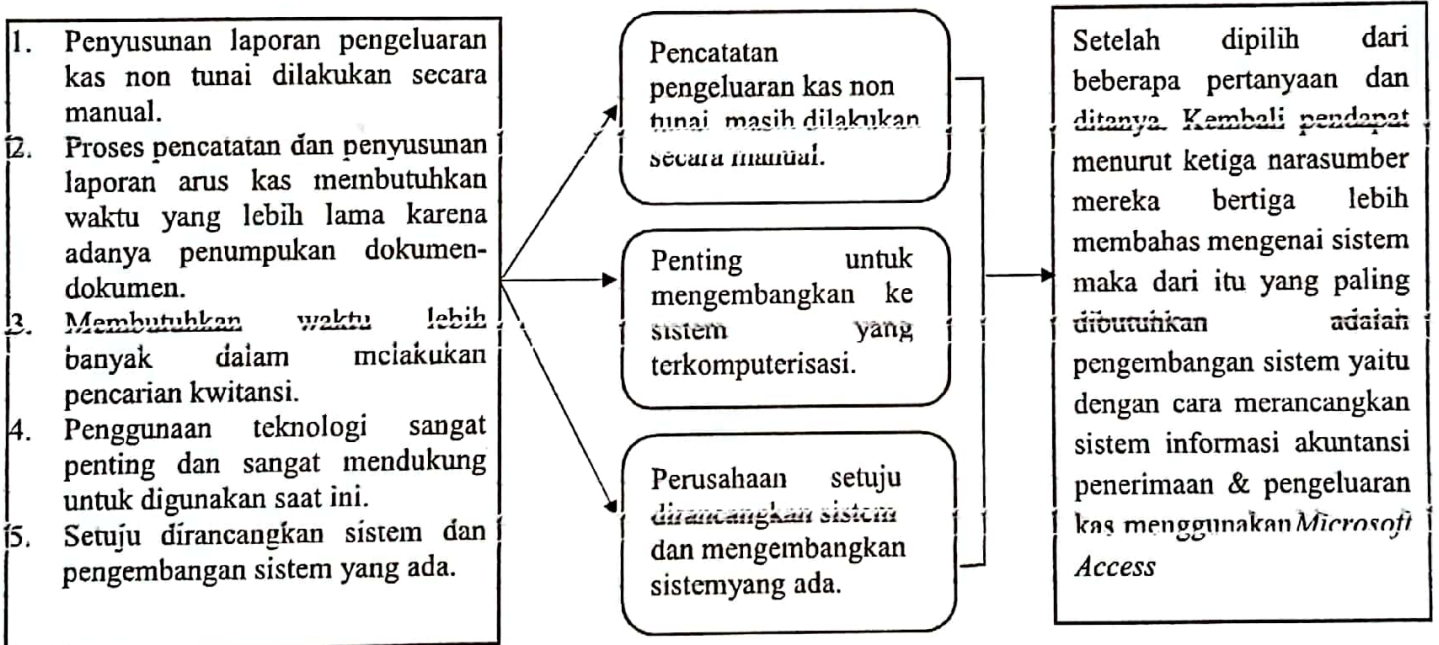 1. Penyusunan laporan pengeluaran
kas non tunai dilakukan secara
manual.
2. Proses pencatatan dan penyusunan
laporan arus kas membutuhkan
waktu yang lebih lama karena
adanya penumpukan dokumen-
dokumen.
3. Membutuhkan waktu lebih
banyak dalam melakukan
pencarian kwitansi.
4. Penggunaan teknologi sangat
penting dan sangat mendukung
untuk digunakan saat ini.
5. Setuju dirancangkan sistem dan
pengembangan sistem yang ada.
Pencatatan
pengeluaran kas non
tunai masih dilakukan
secara manual.
Penting untuk
mengembangkan ke
sistem yang
terkomputerisasi.
Perusahaan setuju
dirancangkan sistem
dan mengembangkan
sistemyang ada.
Setelah dipilih dari
beberapa pertanyaan dan
ditanya. Kembali pendapat
menurut ketiga narasumber
mereka bertiga lebih
membahas mengenai sistem
maka dari itu yang paling
dibutuhkan adalah
pengembangan sistem yaitu
dengan cara merancangkan
sistem informasi akuntansi
penerimaan & pengeluaran
kas menggunakan Microsoft
Access